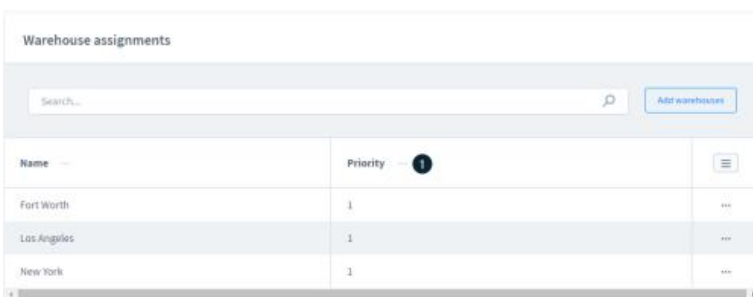 Warehouse assignments
Search...
Add warehouses
Name
Priority 1
Fort Worth 1
Los Angeles 1
New York 1